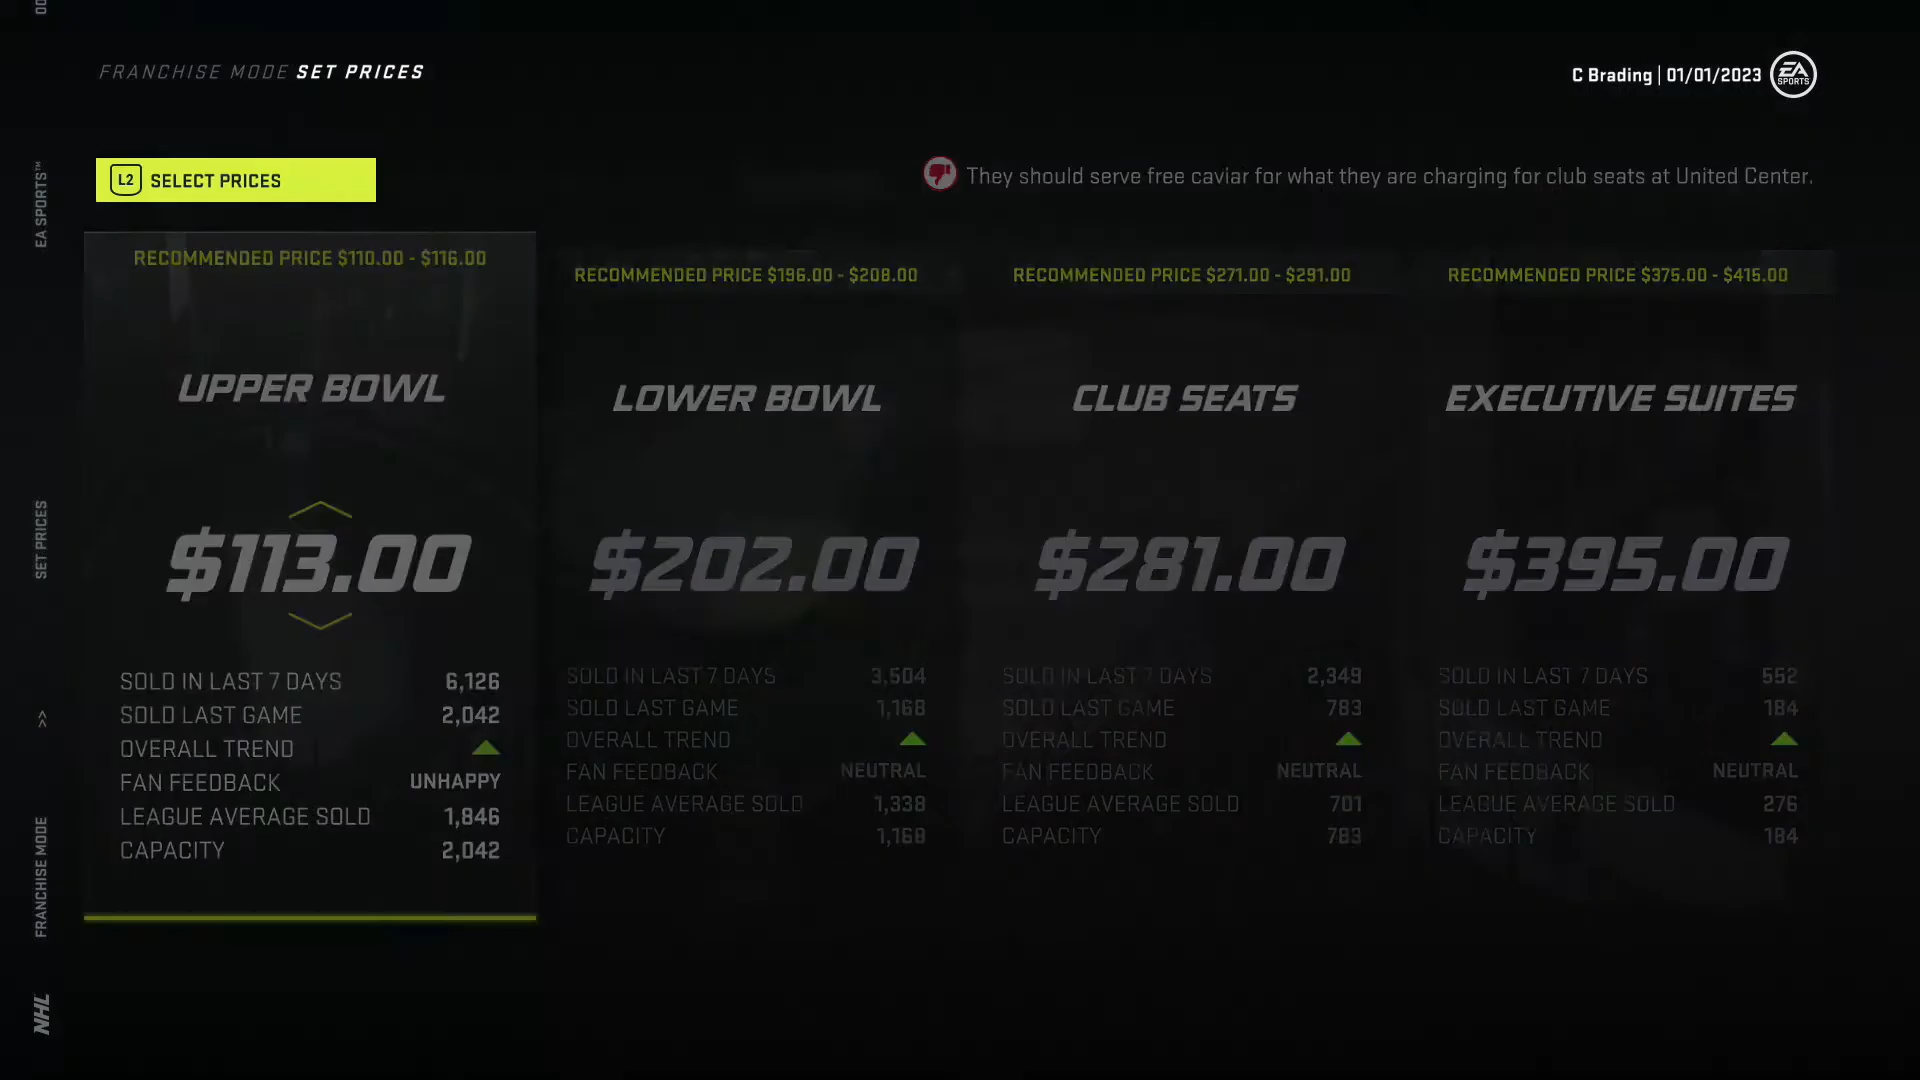 FRANCHISE MODE SET PRICES
C Brading | 01/01/2023
EA SPORTS
L2 SELECT PRICES
They should serve free caviar for what they are charging for club seats at United Center.
RECOMMENDED PRICE $110.00 - $116.00
UPPER BOWL
$113.00
SOLD IN LAST 7 DAYS 6,126
SOLD LAST GAME 2,042
OVERALL TREND
FAN FEEDBACK UNHAPPY
LEAGUE AVERAGE SOLD 1,846
CAPACITY 2,042
RECOMMENDED PRICE $196.00 - $208.00
LOWER BOWL
$202.00
SOLD IN LAST 7 DAYS 3,504
SOLD LAST GAME 1,168
OVERALL TREND
FAN FEEDBACK NEUTRAL
LEAGUE AVERAGE SOLD 1,338
CAPACITY 1,168
RECOMMENDED PRICE $271.00 - $291.00
CLUB SEATS
$281.00
SOLD IN LAST 7 DAYS 2,349
SOLD LAST GAME 783
OVERALL TREND
FAN FEEDBACK NEUTRAL
LEAGUE AVERAGE SOLD 701
CAPACITY 783
RECOMMENDED PRICE $375.00 - $415.00
EXECUTIVE SUITES
$395.00
SOLD IN LAST 7 DAYS 552
SOLD LAST GAME 184
OVERALL TREND
FAN FEEDBACK NEUTRAL
LEAGUE AVERAGE SOLD 276
CAPACITY 184
NHL
FRANCHISE MODE
>>
SET PRICES
EA SPORTS™